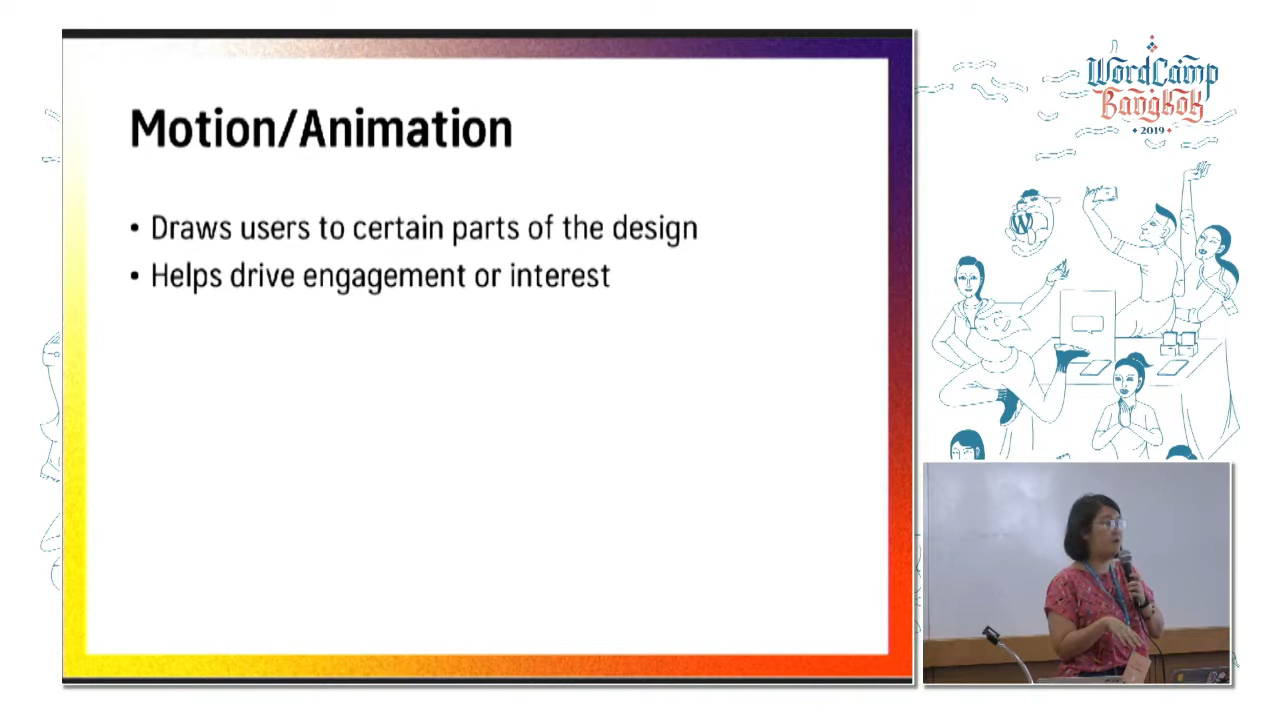 Motion/Animation
• Draws users to certain parts of the design
• Helps drive engagement or interest
WordCamp
Bangkok
2019
W